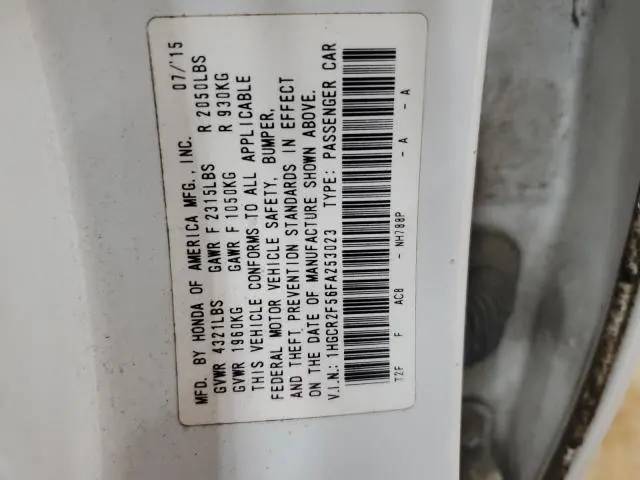 MFD. BY HONDA OF AMERICA MFG., INC. 07/'15
GVWR 4321LBS GAWR F 2315LBS R 2050LBS
GVWR 1960KG GAWR F 1050KG R 930KG
THIS VEHICLE CONFORMS TO ALL APPLICABLE
FEDERAL MOTOR VEHICLE SAFETY, BUMPER,
AND THEFT PREVENTION STANDARDS IN EFFECT
ON THE DATE OF MANUFACTURE SHOWN ABOVE.
V.I.N.: 1HGCR2F56FA253023 TYPE: PASSENGER CAR
T2F F AC8 - NH788P - A - A